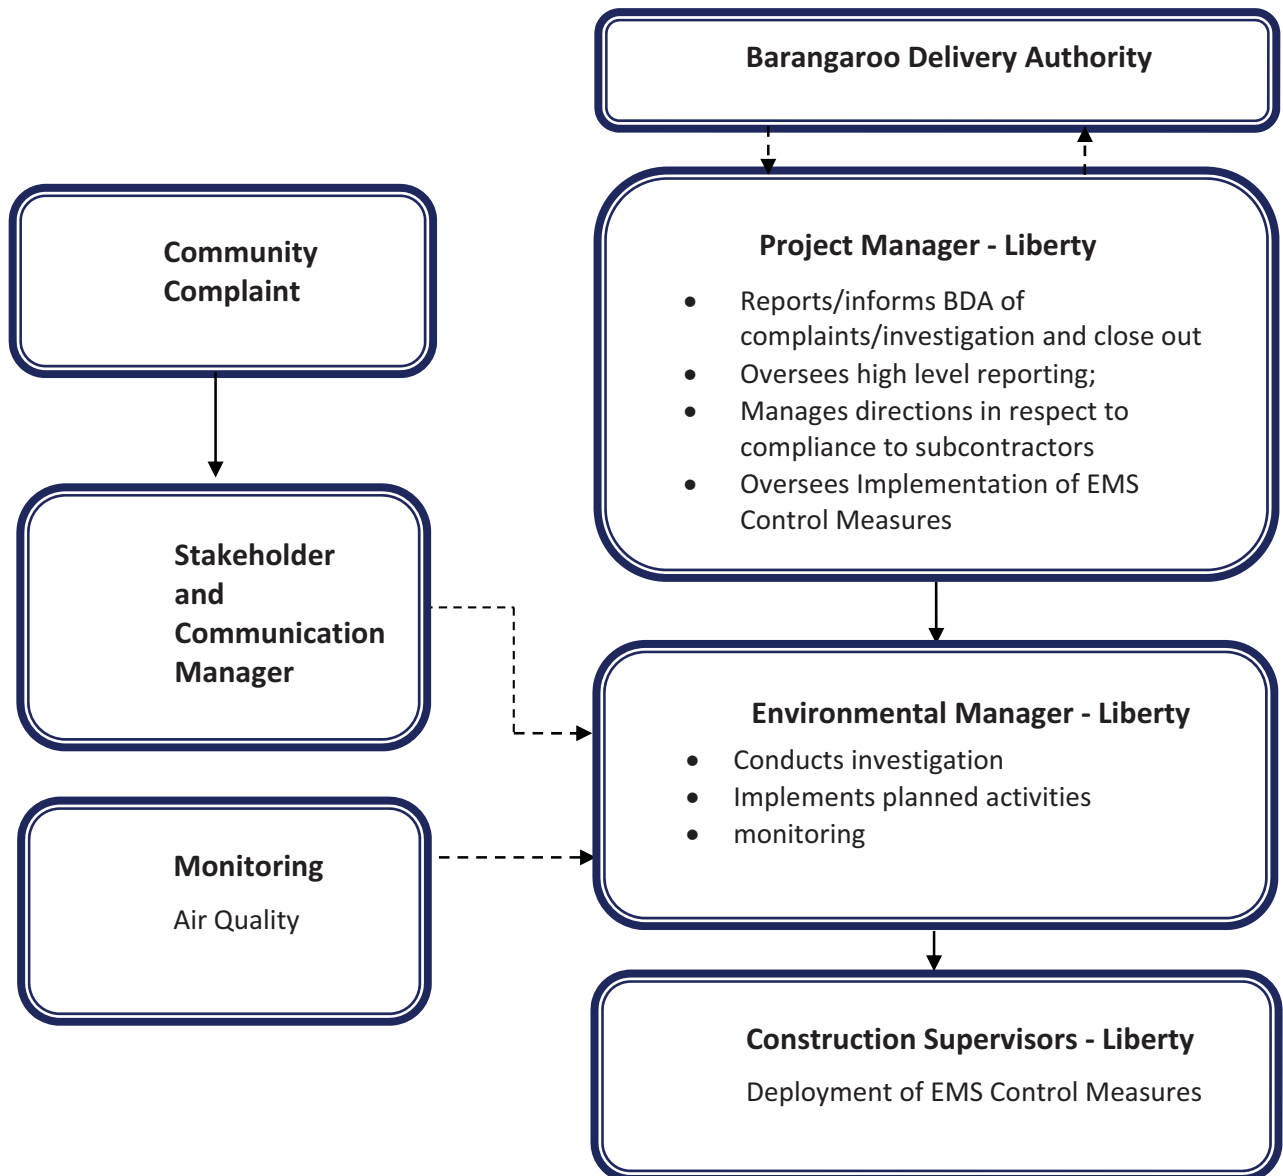 Barangaroo Delivery Authority
Community
Complaint
Project Manager - Liberty
• Reports/informs BDA of
complaints/investigation and close out
• Oversees high level reporting;
• Manages directions in respect to
compliance to subcontractors
• Oversees Implementation of EMS
Control Measures
Stakeholder
and
Communication
Manager
Environmental Manager - Liberty
• Conducts investigation
• Implements planned activities
• monitoring
Monitoring
Air Quality
Construction Supervisors - Liberty
Deployment of EMS Control Measures